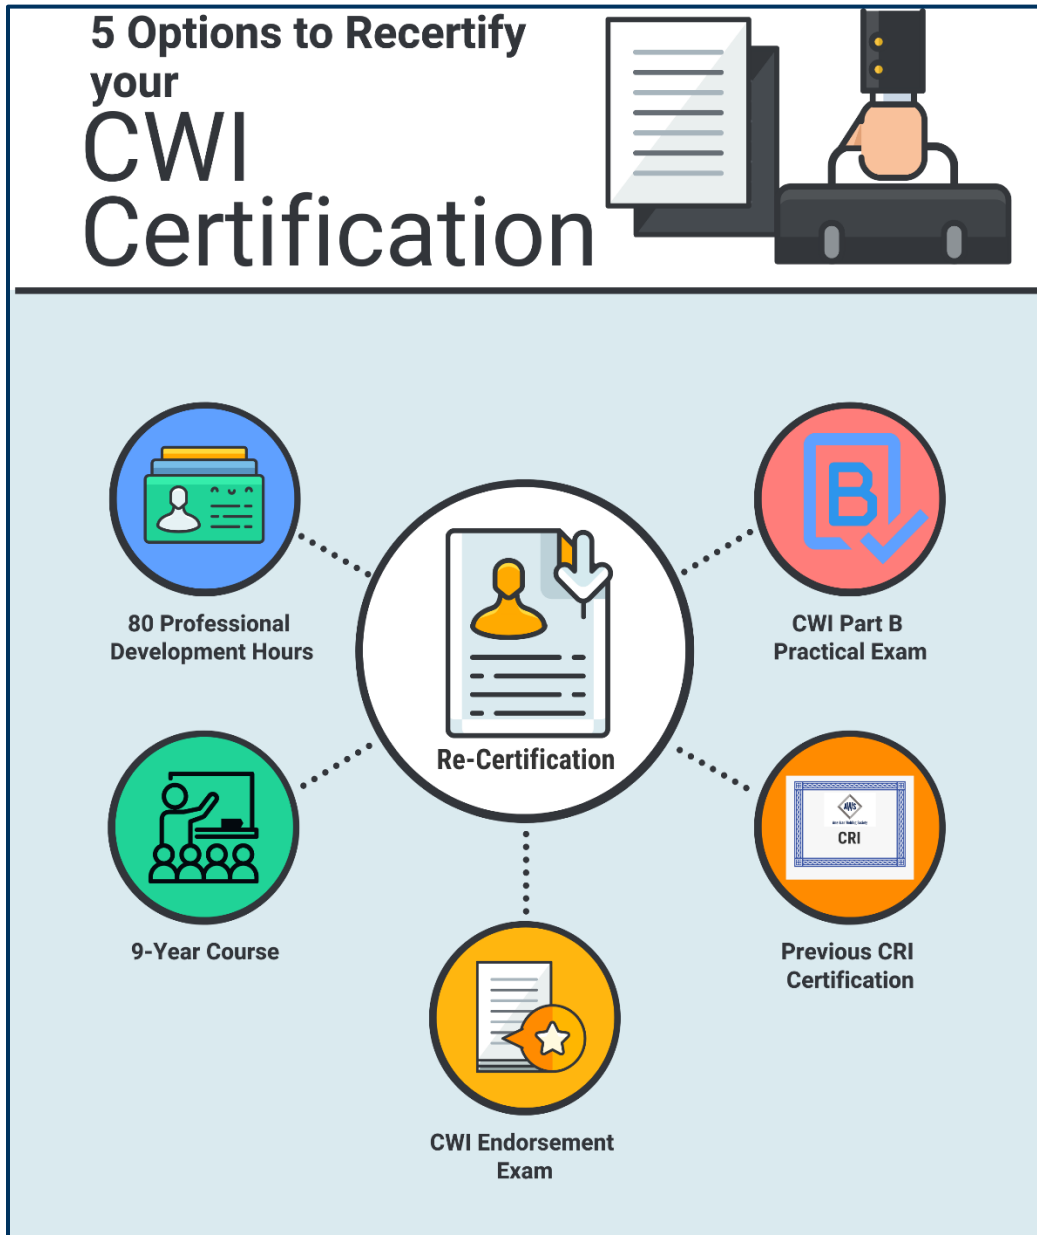 5 Options to Recertify
your
CWI
Certification
80 Professional
Development Hours
B
CWI Part B
Practical Exam
Re-Certification
9-Year Course
AWS
CRI
Previous CRI
Certification
CWI Endorsement
Exam